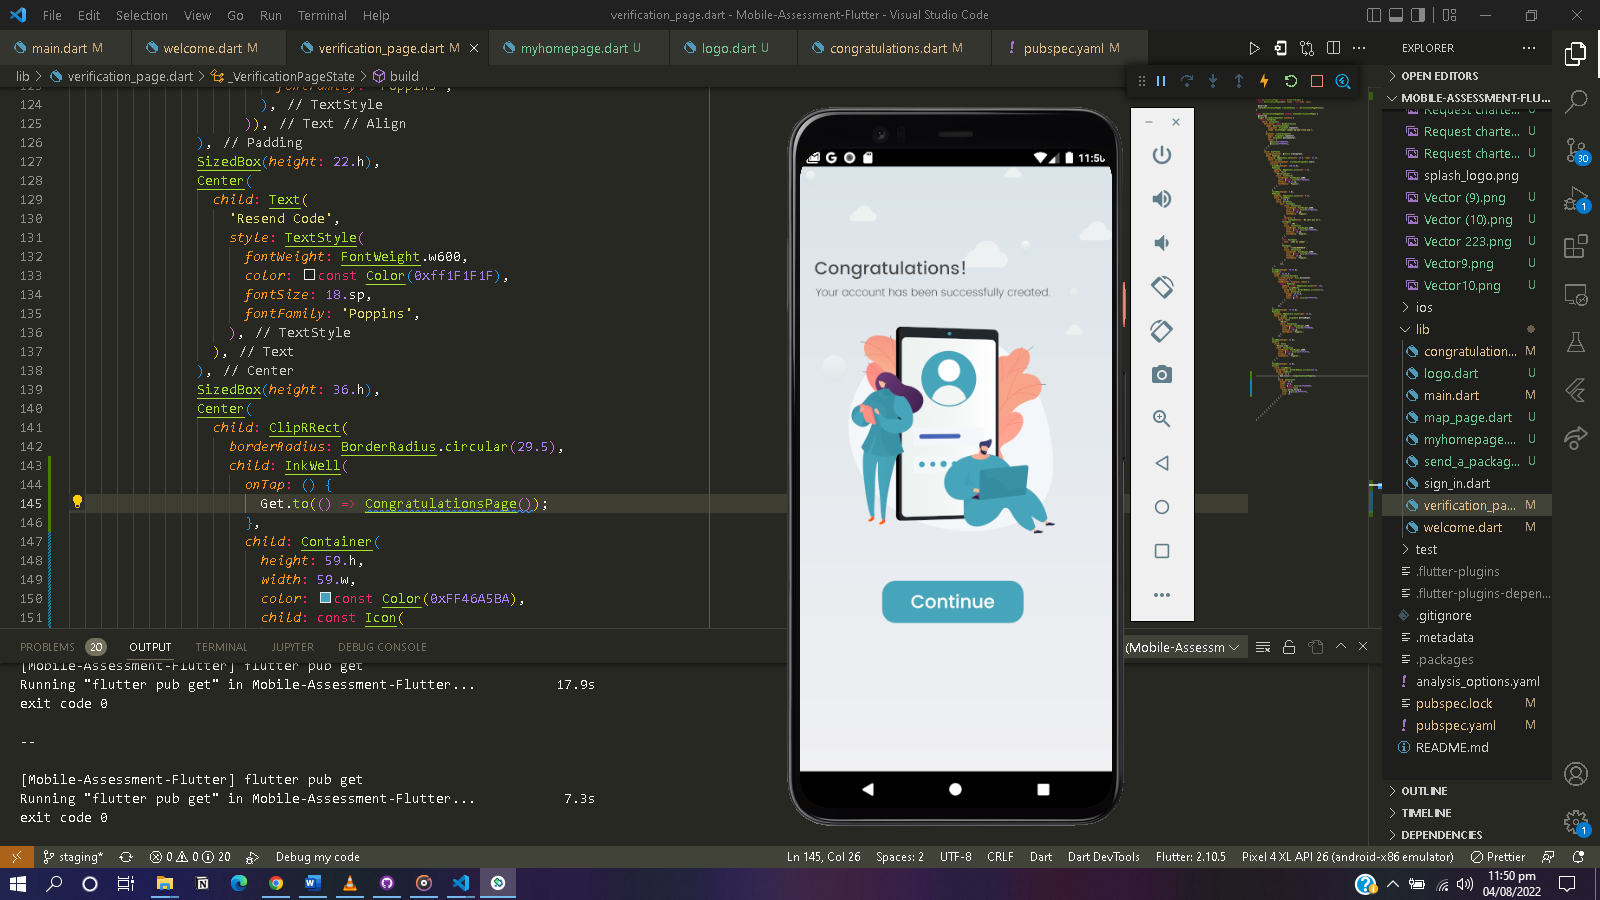 File Edit Selection View Go Run Terminal Help
verification_page.dart - Mobile-Assessment-Flutter - Visual Studio Code
main.dart M welcome.dart M verification_page.dart M myhomepage.dart U logo.dart U congratulations.dart M ! pubspec.yaml M
EXPLORER
lib > verification_page.dart > _VerificationPageState > build
123 fontFamily: 'Poppins',
124 ), // TextStyle
125 )), // Text // Align
126 ), // Padding
127 SizedBox(height: 22.h),
128 Center(
129 child: Text(
130 'Resend Code',
131 style: TextStyle(
132 fontWeight: FontWeight.w600,
133 color: const Color(0xff1F1F1F),
134 fontSize: 18.sp,
135 fontFamily: 'Poppins',
136 ), // TextStyle
137 ), // Text
138 ), // Center
139 SizedBox(height: 36.h),
140 Center(
141 child: ClipRRect(
142 borderRadius: BorderRadius.circular(29.5),
143 child: InkWell(
144 onTap: () {
145 Get.to(() => CongratulationsPage());
146 },
147 child: Container(
148 height: 59.h,
149 width: 59.w,
150 color: const Color(0xFF46A5BA),
151 child: const Icon(
11:50
Congratulations!
Your account has been successfully created.
Continue
OPEN EDITORS
MOBILE-ASSESSMENT-FLU...
Request charte... U
Request charte... U
Request charte... U
splash_logo.png
Vector (9).png U
Vector (10).png U
Vector 223.png U
Vector9.png U
Vector10.png U
ios
lib
congratulation... M
logo.dart U
main.dart M
map_page.dart U
myhomepage.... U
send_a_packag... U
sign_in.dart
verification_pa... M
welcome.dart M
test
.flutter-plugins
.flutter-plugins-depen...
.gitignore
.metadata
.packages
! analysis_options.yaml
pubspec.lock M
! pubspec.yaml M
README.md
OUTLINE
TIMELINE
DEPENDENCIES
30
1
1
PROBLEMS 20 OUTPUT TERMINAL JUPYTER DEBUG CONSOLE
(Mobile-Assessm
[Mobile-Assessment-Flutter] flutter pub get
Running "flutter pub get" in Mobile-Assessment-Flutter... 17.9s
exit code 0
--
[Mobile-Assessment-Flutter] flutter pub get
Running "flutter pub get" in Mobile-Assessment-Flutter... 7.3s
exit code 0
staging* 0 0 20 Debug my code
Ln 145, Col 26 Spaces: 2 UTF-8 CRLF Dart Dart DevTools Flutter: 2.10.5 Pixel 4 XL API 26 (android-x86 emulator) Prettier
11:50 pm
04/08/2022